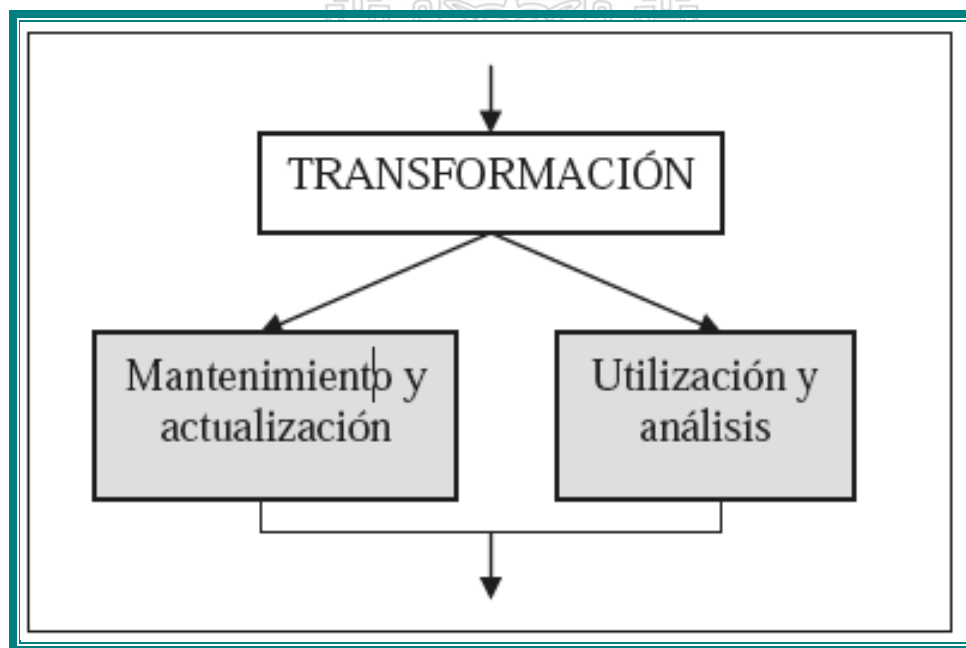 TRANSFORMACIÓN
Mantenimiento y
actualización
Utilización y
análisis